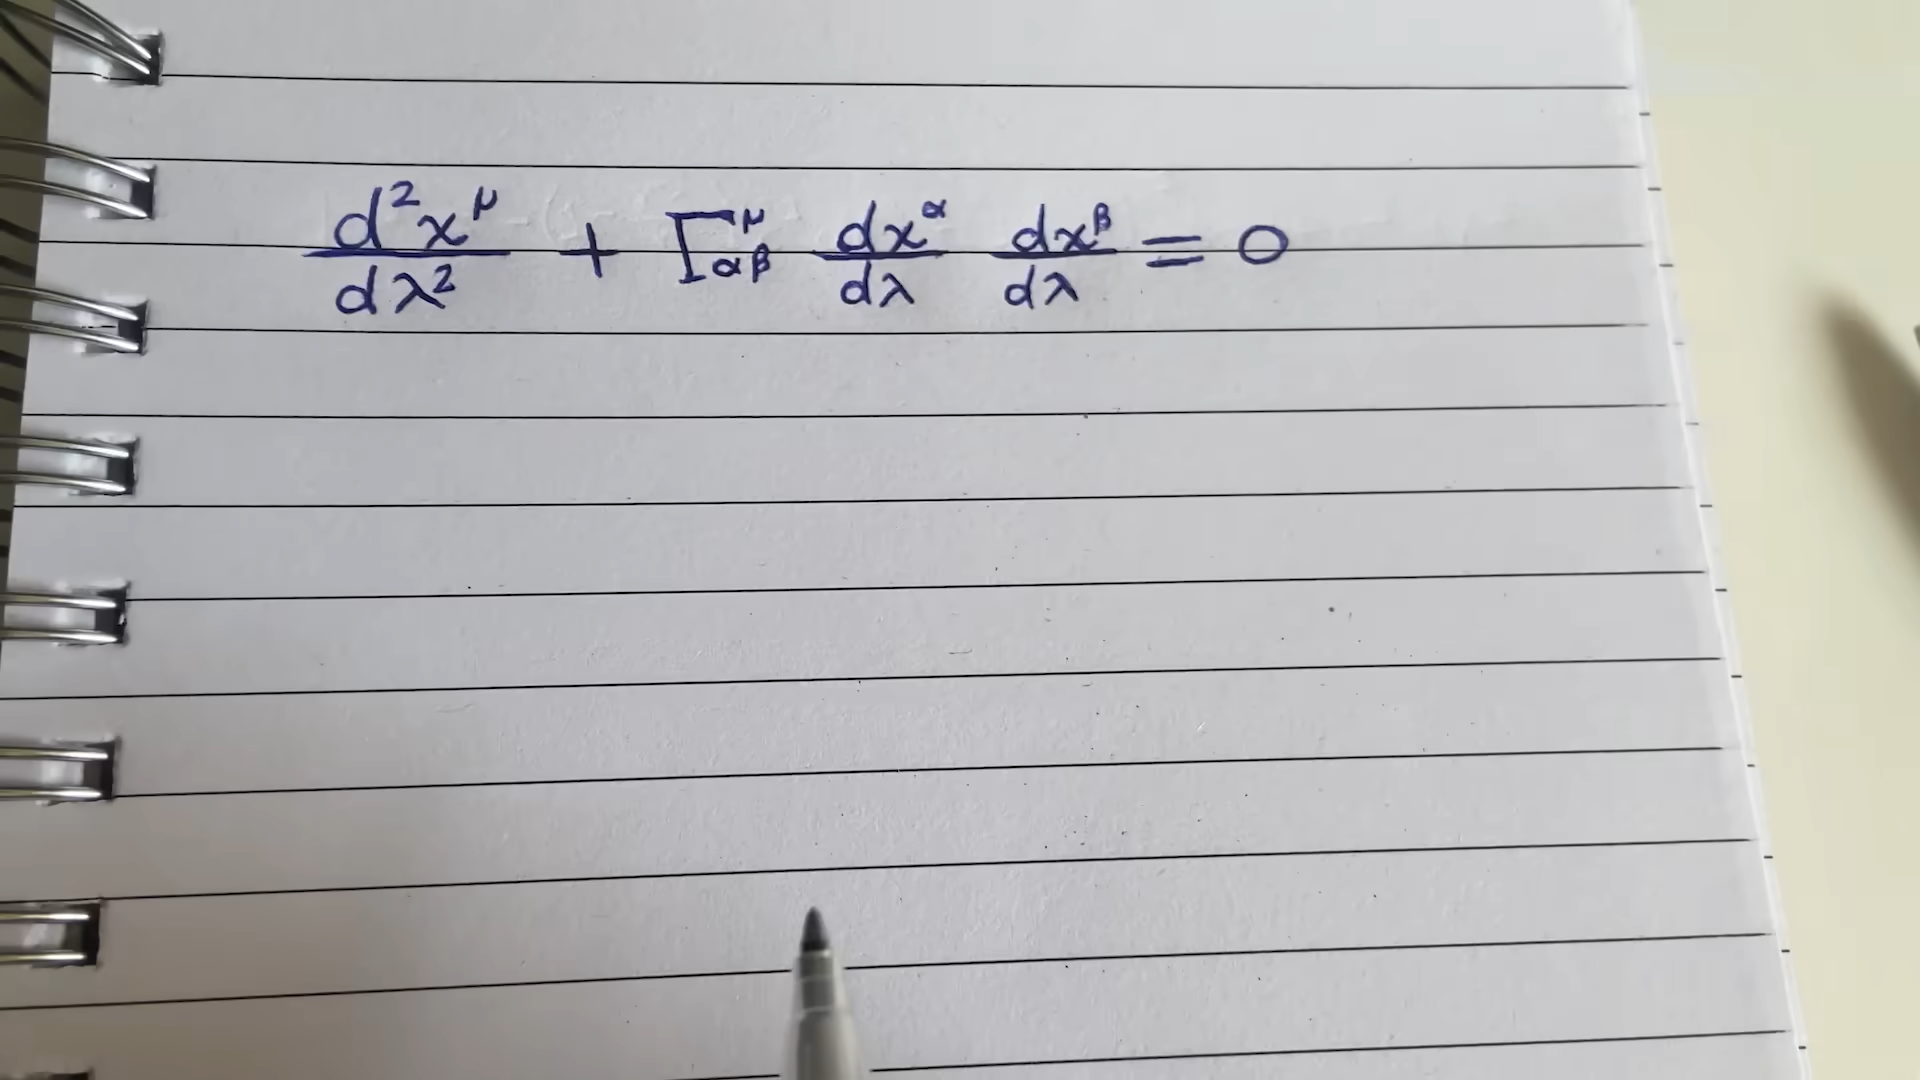 d²x^μ/dλ² + Γ^μ_αβ dx^α/dλ dx^β/dλ = 0